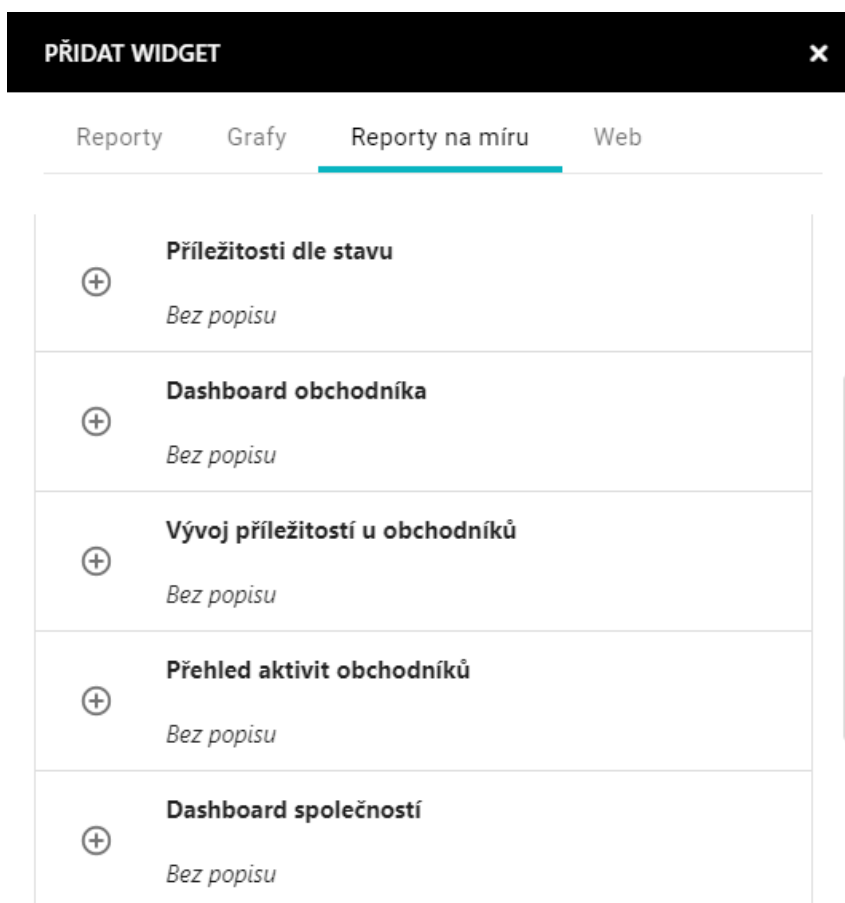 PŘIDAT WIDGET ×
Reporty Grafy Reporty na míru Web
Příležitosti dle stavu
Bez popisu
Dashboard obchodníka
Bez popisu
Vývoj příležitostí u obchodníků
Bez popisu
Přehled aktivit obchodníků
Bez popisu
Dashboard společností
Bez popisu